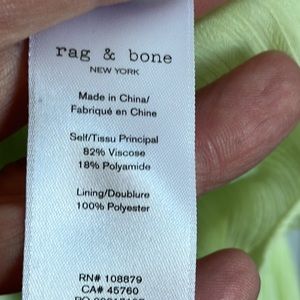 rag & bone
NEW YORK
Made in China/
Fabriqué en Chine
Self/Tissu Principal
82% Viscose
18% Polyamide
Lining/Doublure
100% Polyester
RN# 108879
CA# 45760